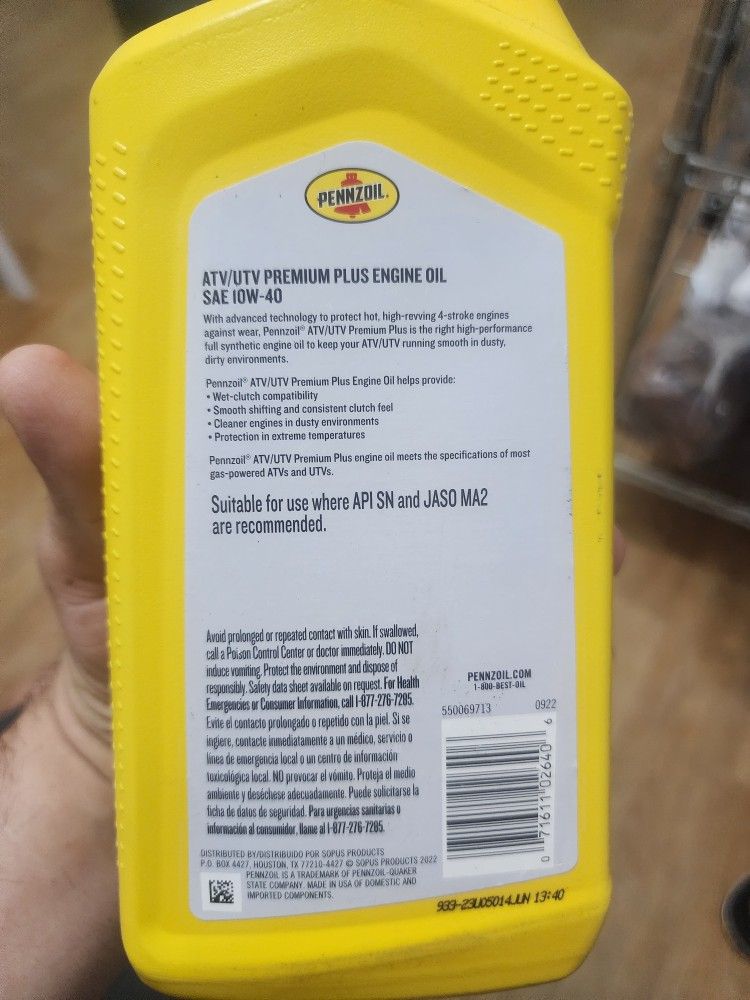 PENNZOIL®
ATV/UTV PREMIUM PLUS ENGINE OIL
SAE 10W-40
With advanced technology to protect hot, high-revving 4-stroke engines
against wear, Pennzoil® ATV/UTV Premium Plus is the right high-performance
full synthetic engine oil to keep your ATV/UTV running smooth in dusty,
dirty environments.
Pennzoil® ATV/UTV Premium Plus Engine Oil helps provide:
• Wet-clutch compatibility
• Smooth shifting and consistent clutch feel
• Cleaner engines in dusty environments
• Protection in extreme temperatures
Pennzoil® ATV/UTV Premium Plus engine oil meets the specifications of most
gas-powered ATVs and UTVs.
Suitable for use where API SN and JASO MA2
are recommended.
Avoid prolonged or repeated contact with skin. If swallowed,
call a Poison Control Center or doctor immediately. DO NOT
induce vomiting. Protect the environment and dispose of
responsibly. Safety data sheet available on request. For Health
Emergencies or Consumer Information, call 1-877-276-7285.
Evite el contacto prolongado o repetido con la piel. Si se
ingiere, contacte inmediatamente a un médico, servicio o
línea de emergencia local o un centro de información
toxicológica local. NO provocar el vómito. Proteja el medio
ambiente y deséchese adecuadamente. Puede solicitarse la
ficha de datos de seguridad. Para urgencias sanitarias o
información al consumidor, llame al 1-877-276-7285.
PENNZOIL.COM
1-800-BEST-OIL
550069713 0922
0 71611 02640 6
DISTRIBUTED BY/DISTRIBUIDO POR SOPUS PRODUCTS
P.O. BOX 4427, HOUSTON, TX 77210-4427 © SOPUS PRODUCTS 2022
PENNZOIL IS A TRADEMARK OF PENNZOIL-QUAKER
STATE COMPANY. MADE IN USA OF DOMESTIC AND
IMPORTED COMPONENTS.
933-23U05014JUN 13:40